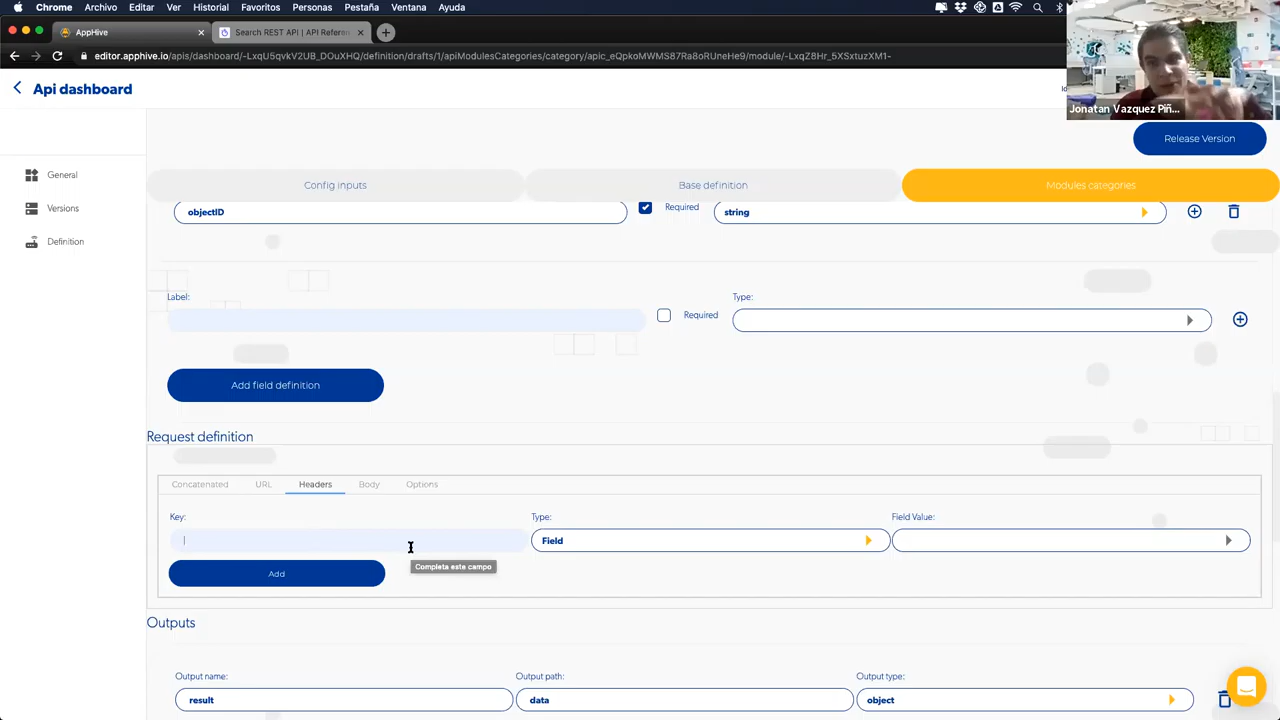 Chrome Archivo Editar Ver Historial Favoritos Personas Pestaña Ventana Ayuda
AppHive
Search REST API | API Referen
editor.apphive.io/apis/dashboard/-LxqU5qvkV2UB_DOuXHQ/definition/drafts/1/apiModulesCategories/category/apic_eQpkoMWMS87Ra8oRUneHe9/module/-LxqZ8Hr_5XSxtuzXM1-
Jonatan Vazquez Piñ...
Api dashboard
Release Version
General
Versions
Definition
Config inputs
Base definition
Modules categories
objectID
Required
string
Label:
Required
Type:
Add field definition
Request definition
Concatenated URL Headers Body Options
Key:
Type:
Field Value:
Field
Completa este campo
Add
Outputs
Output name:
Output path:
Output type:
result
data
object